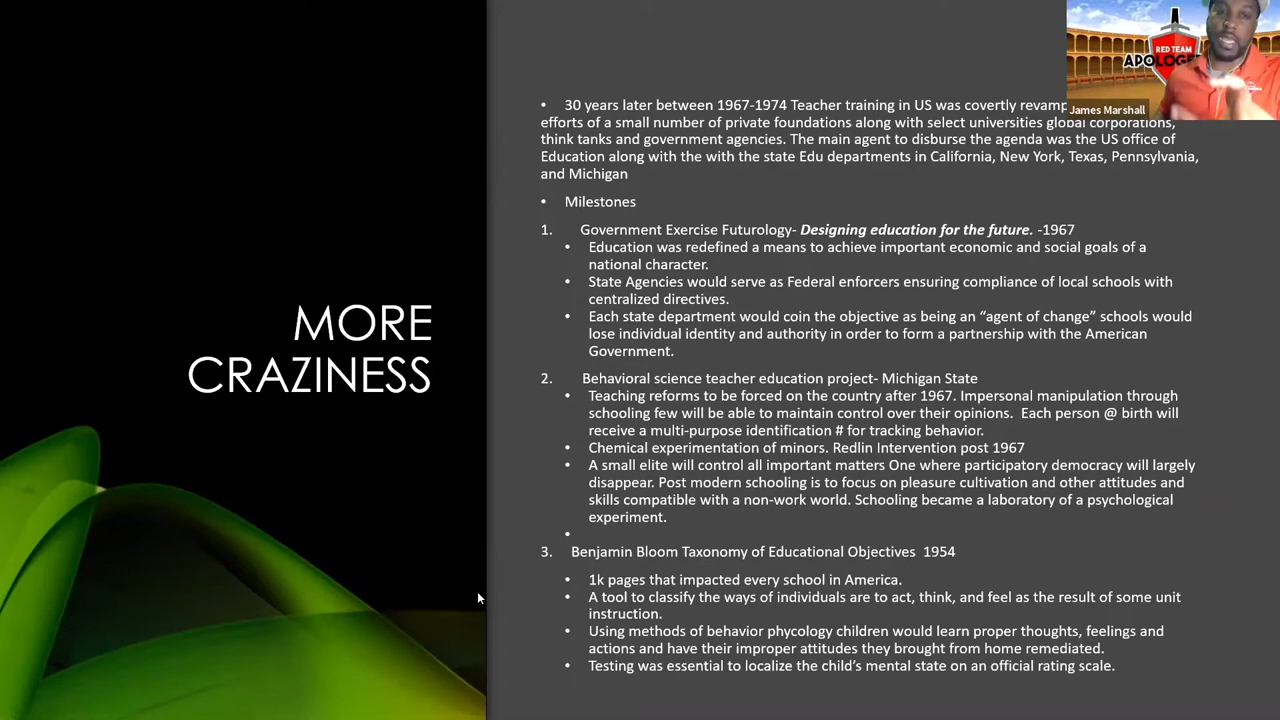 MORE
CRAZINESS
RED TEAM
APOLOGE
James Marshall
• 30 years later between 1967-1974 Teacher training in US was covertly revamp
efforts of a small number of private foundations along with select universities global corporations,
think tanks and government agencies. The main agent to disburse the agenda was the US office of
Education along with the with the state Edu departments in California, New York, Texas, Pennsylvania,
and Michigan
• Milestones
1. Government Exercise Futurology- Designing education for the future. -1967
• Education was redefined a means to achieve important economic and social goals of a
national character.
• State Agencies would serve as Federal enforcers ensuring compliance of local schools with
centralized directives.
• Each state department would coin the objective as being an “agent of change” schools would
lose individual identity and authority in order to form a partnership with the American
Government.
2. Behavioral science teacher education project- Michigan State
• Teaching reforms to be forced on the country after 1967. Impersonal manipulation through
schooling few will be able to maintain control over their opinions. Each person @ birth will
receive a multi-purpose identification # for tracking behavior.
• Chemical experimentation of minors. Redlin Intervention post 1967
• A small elite will control all important matters One where participatory democracy will largely
disappear. Post modern schooling is to focus on pleasure cultivation and other attitudes and
skills compatible with a non-work world. Schooling became a laboratory of a psychological
experiment.
•
3. Benjamin Bloom Taxonomy of Educational Objectives 1954
• 1k pages that impacted every school in America.
• A tool to classify the ways of individuals are to act, think, and feel as the result of some unit
instruction.
• Using methods of behavior phycology children would learn proper thoughts, feelings and
actions and have their improper attitudes they brought from home remediated.
• Testing was essential to localize the child’s mental state on an official rating scale.